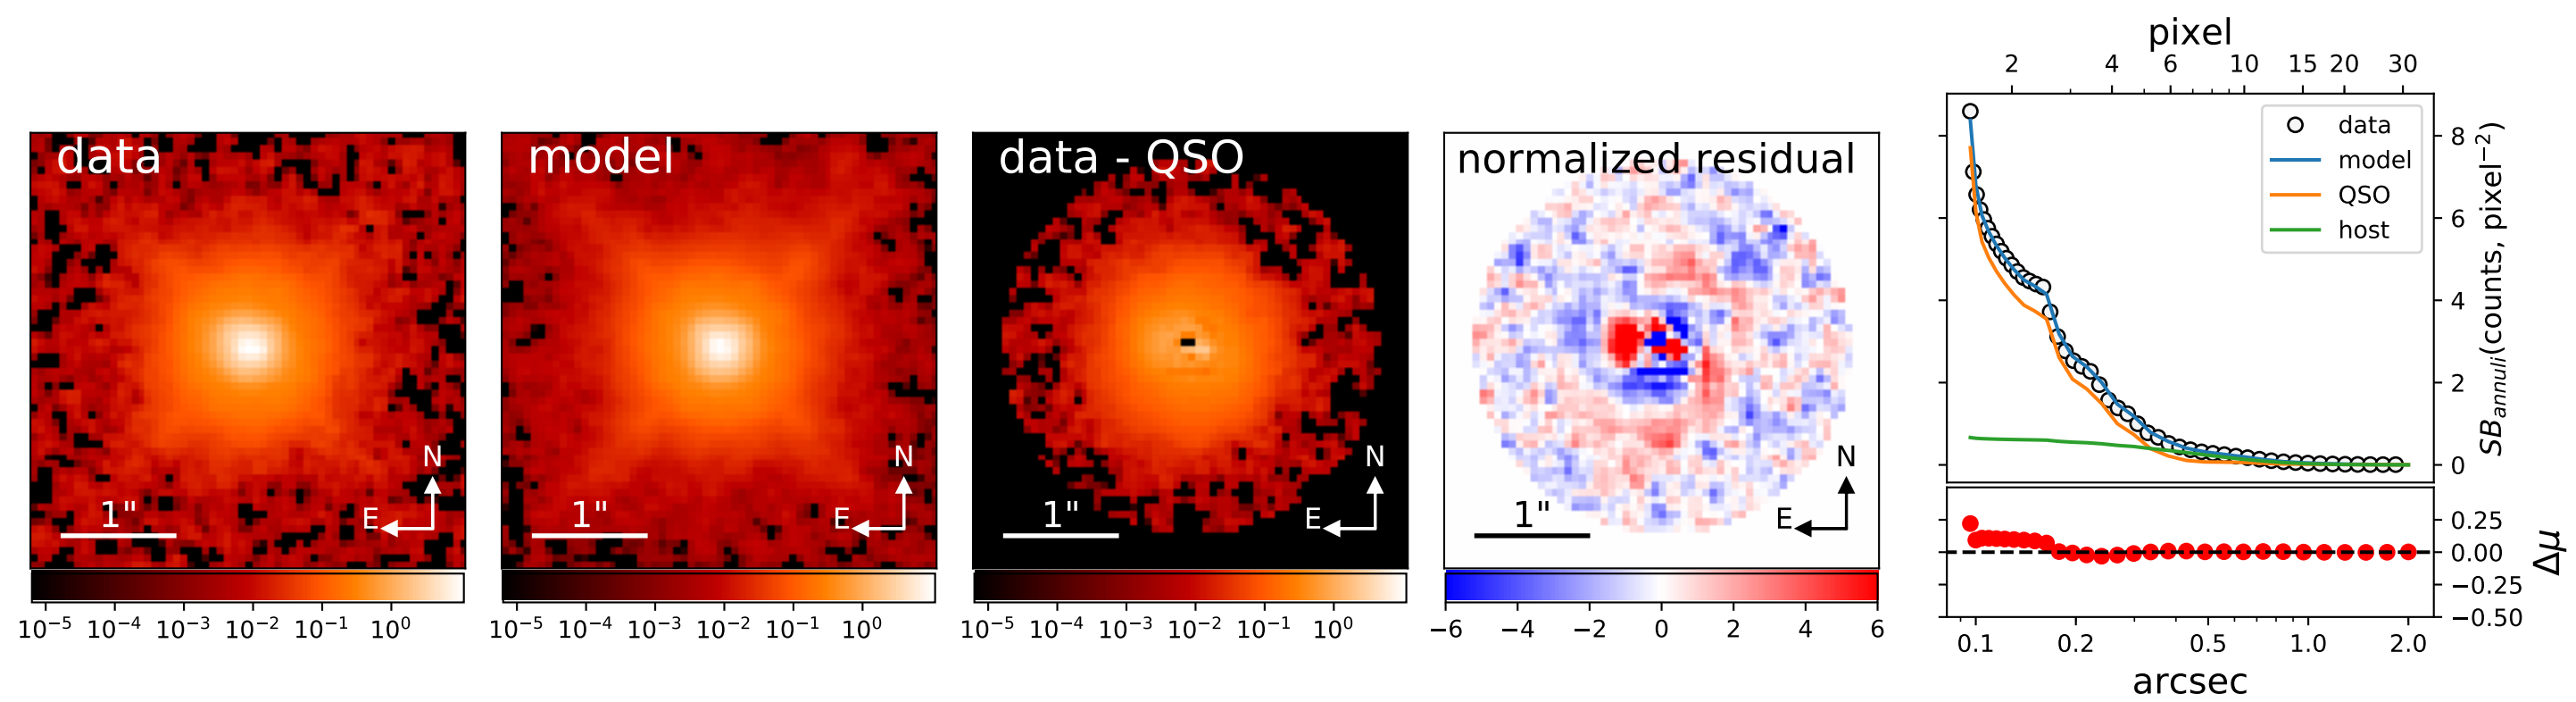 data
N
E
1"
10⁻⁵ 10⁻⁴ 10⁻³ 10⁻² 10⁻¹ 10⁰
model
N
E
1"
10⁻⁵ 10⁻⁴ 10⁻³ 10⁻² 10⁻¹ 10⁰
data - QSO
N
E
1"
10⁻⁵ 10⁻⁴ 10⁻³ 10⁻² 10⁻¹ 10⁰
normalized residual
N
E
1"
−6 −4 −2 0 2 4 6
pixel
2 4 6 10 15 20 30
data
model
QSO
host
8
6
4
2
0
SB_annuli(counts, pixel⁻²)
0.25
0.00
−0.25
−0.50
Δμ
0.1 0.2 0.5 1.0 2.0
arcsec